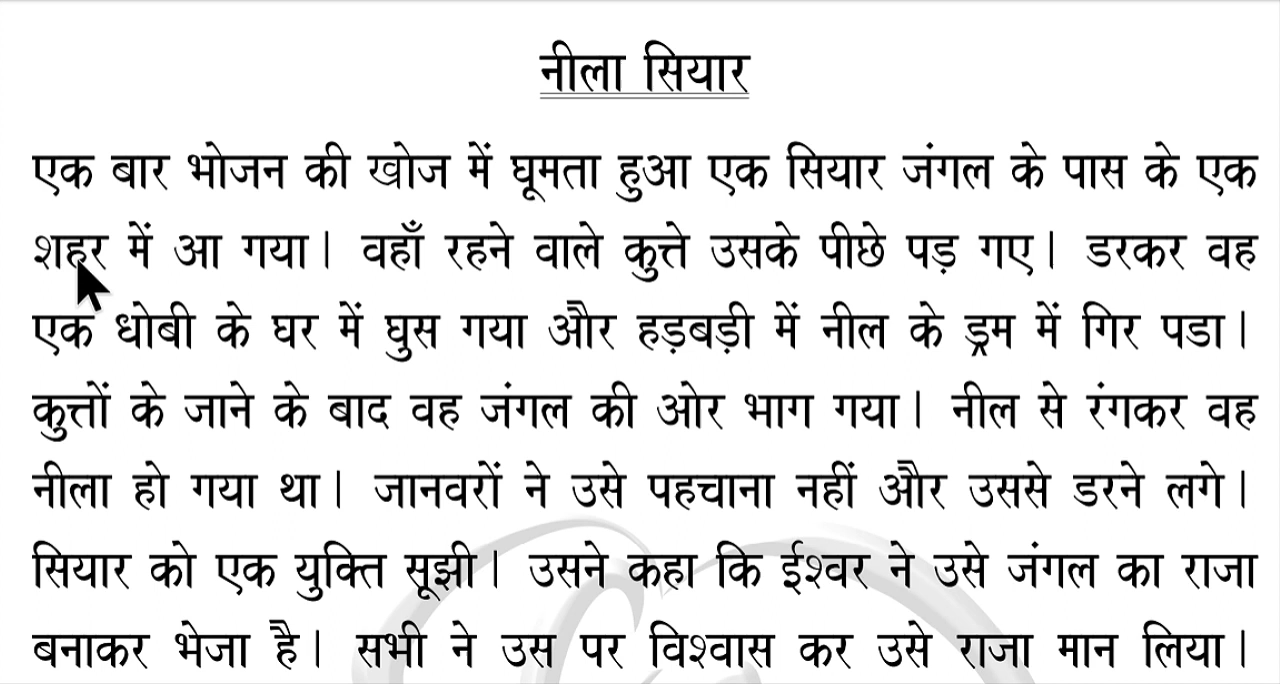 नीला सियार
एक बार भोजन की खोज में घूमता हुआ एक सियार जंगल के पास के एक
शहर में आ गया। वहाँ रहने वाले कुत्ते उसके पीछे पड़ गए। डरकर वह
एक धोबी के घर में घुस गया और हड़बड़ी में नील के ड्रम में गिर पडा।
कुत्तों के जाने के बाद वह जंगल की ओर भाग गया। नील से रंगकर वह
नीला हो गया था। जानवरों ने उसे पहचाना नहीं और उससे डरने लगे।
सियार को एक युक्ति सूझी। उसने कहा कि ईश्वर ने उसे जंगल का राजा
बनाकर भेजा है। सभी ने उस पर विश्वास कर उसे राजा मान लिया।